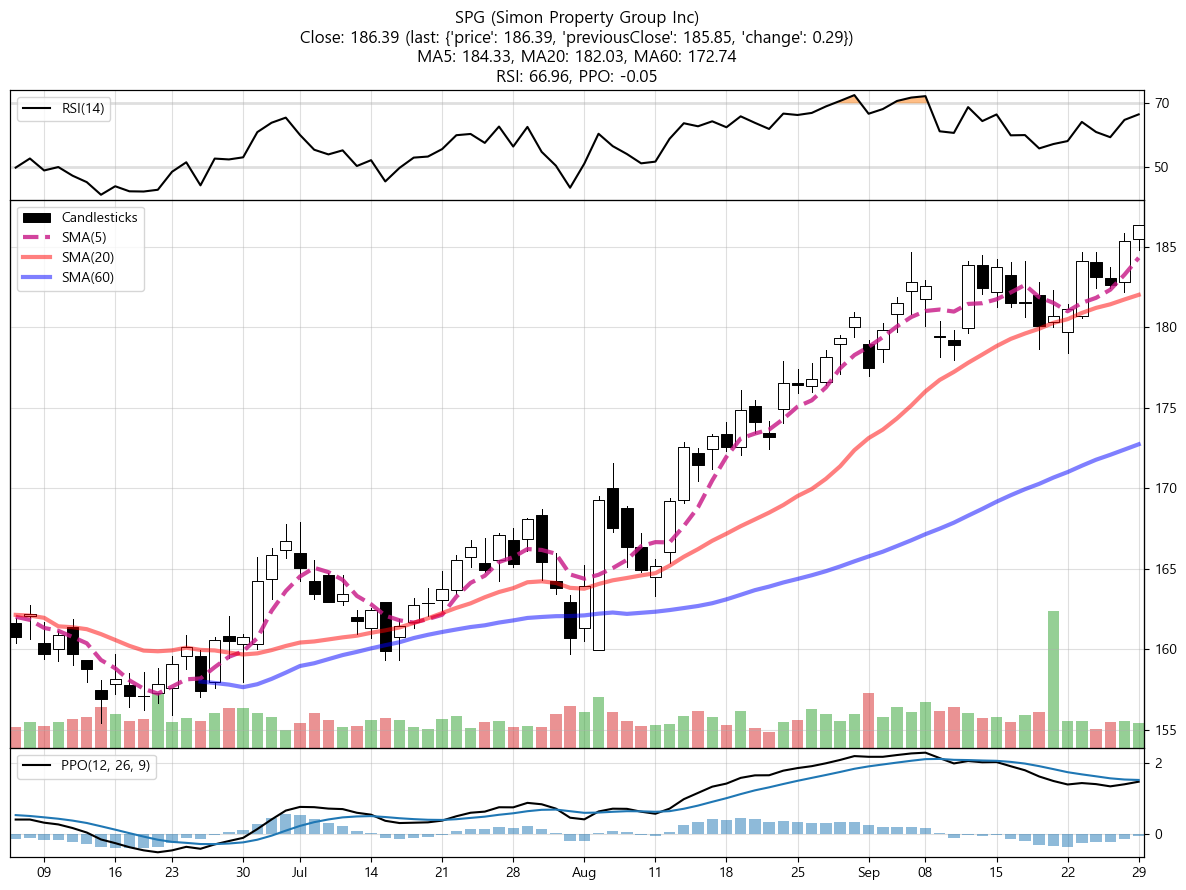 SPG (Simon Property Group Inc)
Close: 186.39 (last: {'price': 186.39, 'previousClose': 185.85, 'change': 0.29})
MA5: 184.33, MA20: 182.03, MA60: 172.74
RSI: 66.96, PPO: -0.05
RSI(14)
70
50
Candlesticks
SMA(5)
SMA(20)
SMA(60)
185
180
175
170
165
160
155
PPO(12, 26, 9)
2
0
09 16 23 30 Jul 14 21 28 Aug 11 18 25 Sep 08 15 22 29